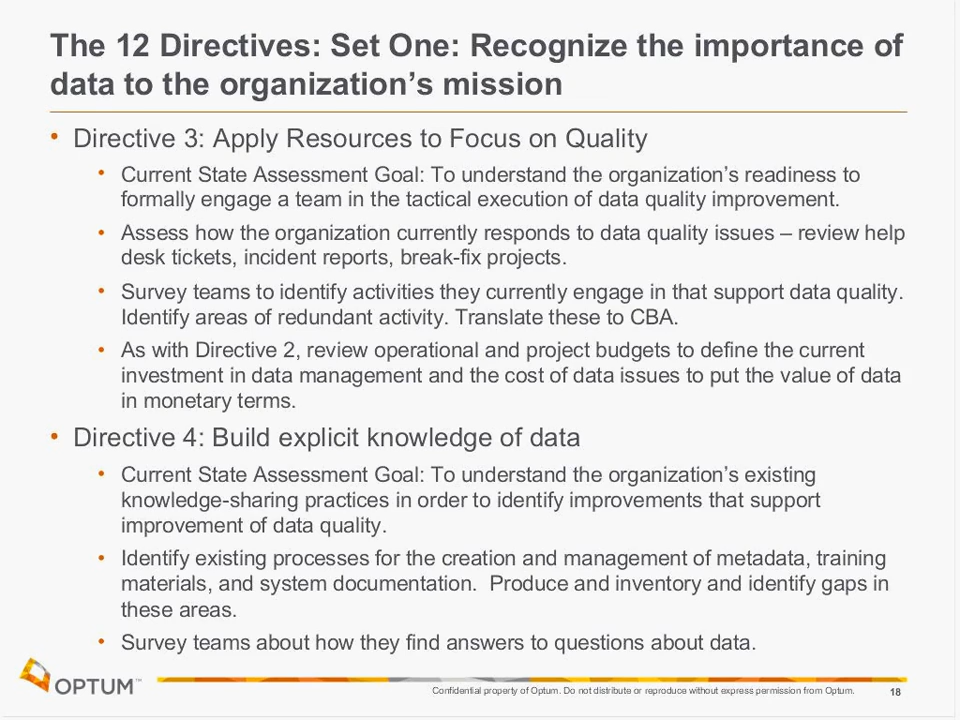 The 12 Directives: Set One: Recognize the importance of
data to the organization’s mission
• Directive 3: Apply Resources to Focus on Quality
• Current State Assessment Goal: To understand the organization’s readiness to
formally engage a team in the tactical execution of data quality improvement.
• Assess how the organization currently responds to data quality issues – review help
desk tickets, incident reports, break-fix projects.
• Survey teams to identify activities they currently engage in that support data quality.
Identify areas of redundant activity. Translate these to CBA.
• As with Directive 2, review operational and project budgets to define the current
investment in data management and the cost of data issues to put the value of data
in monetary terms.
• Directive 4: Build explicit knowledge of data
• Current State Assessment Goal: To understand the organization’s existing
knowledge-sharing practices in order to identify improvements that support
improvement of data quality.
• Identify existing processes for the creation and management of metadata, training
materials, and system documentation.  Produce and inventory and identify gaps in
these areas.
• Survey teams about how they find answers to questions about data.
OPTUM™
Confidential property of Optum. Do not distribute or reproduce without express permission from Optum.
18